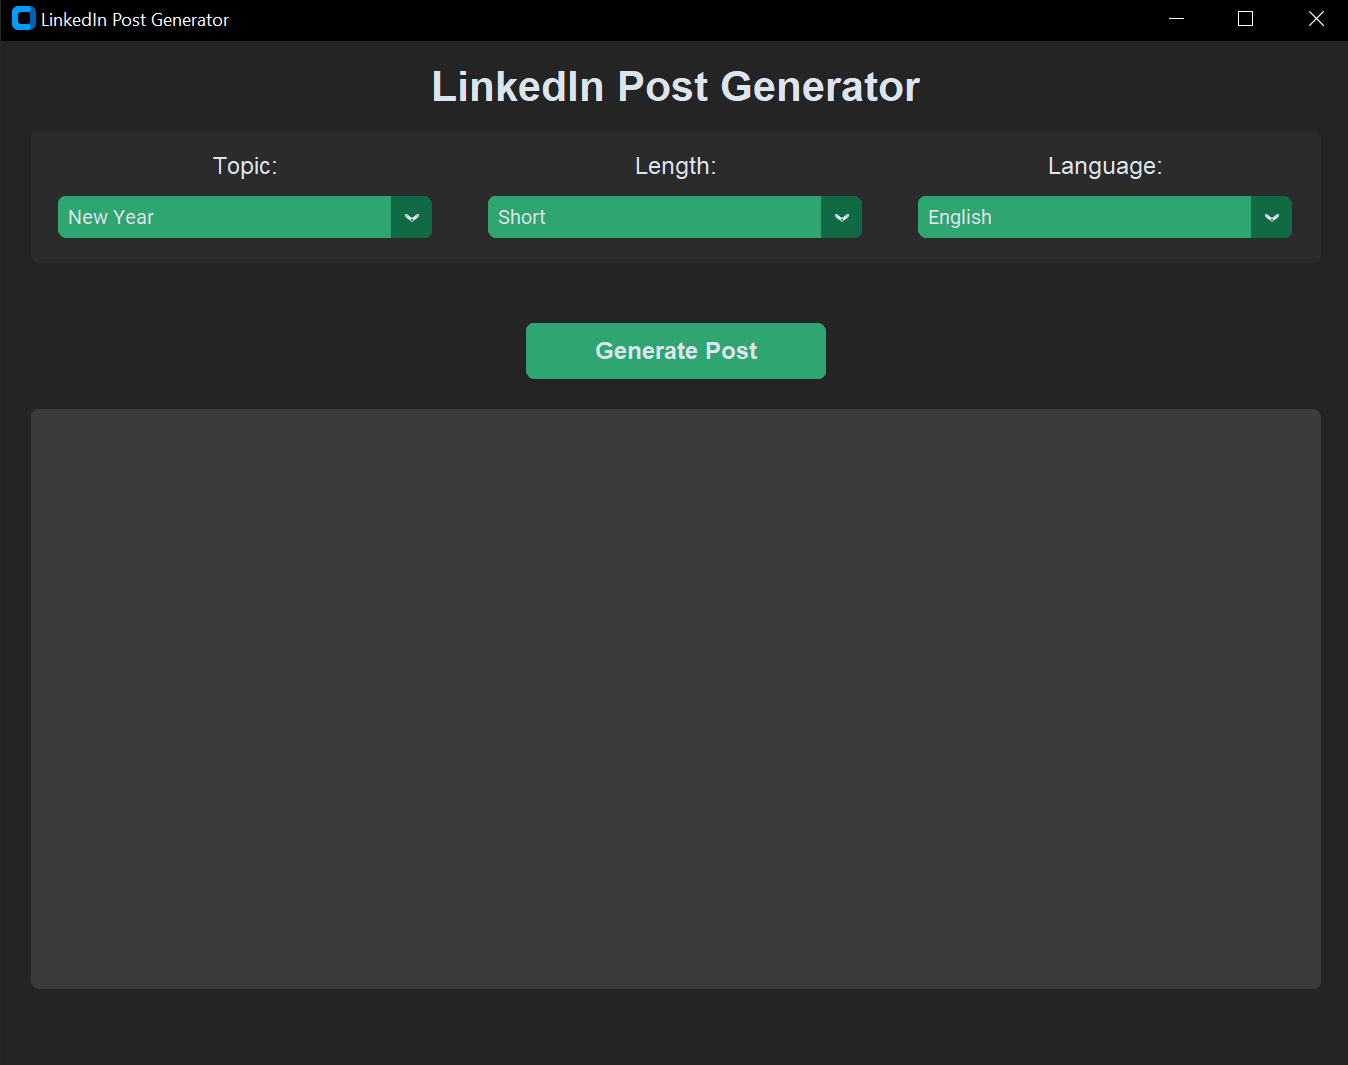 LinkedIn Post Generator
LinkedIn Post Generator
Topic: Length: Language:
New Year Short English
Generate Post